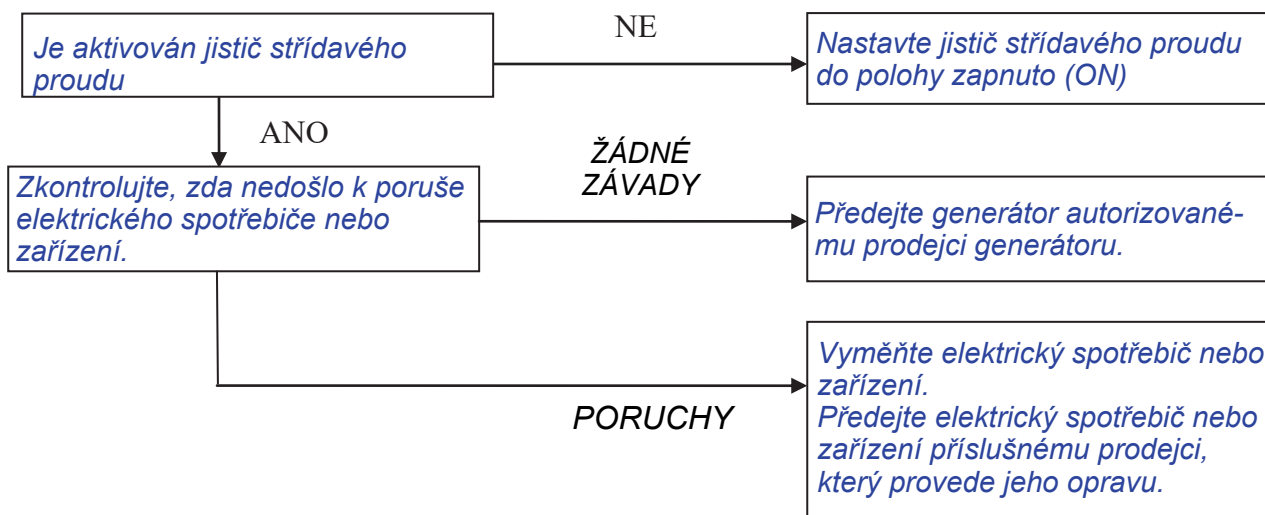 Je aktivován jistič střídavého
proudu
NE
Nastavte jistič střídavého proudu
do polohy zapnuto (ON)
ANO
Zkontrolujte, zda nedošlo k poruše
elektrického spotřebiče nebo
zařízení.
ŽÁDNÉ
ZÁVADY
Předejte generátor autorizované-
mu prodejci generátoru.
PORUCHY
Vyměňte elektrický spotřebič nebo
zařízení.
Předejte elektrický spotřebič nebo
zařízení příslušnému prodejci,
který provede jeho opravu.